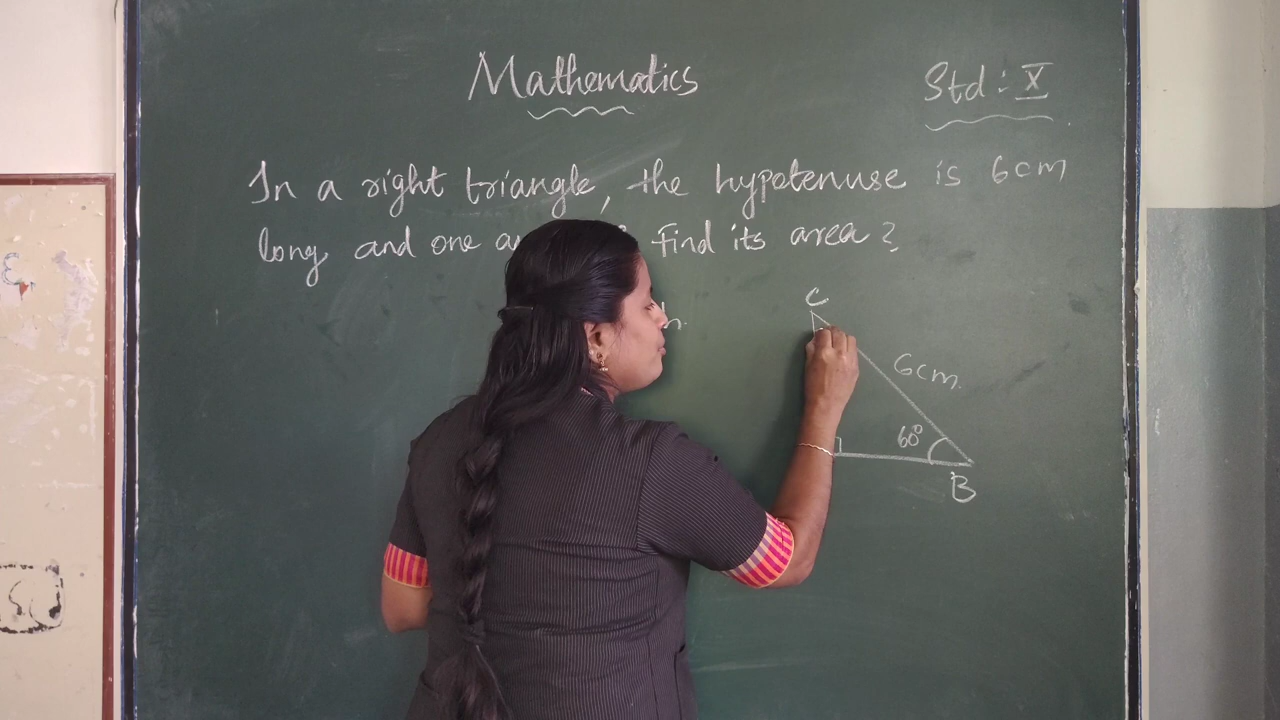 Mathematics
Std : X
In a right triangle, the hypotenuse is 6cm
long and one Find its area?
C
6cm.
60°
B